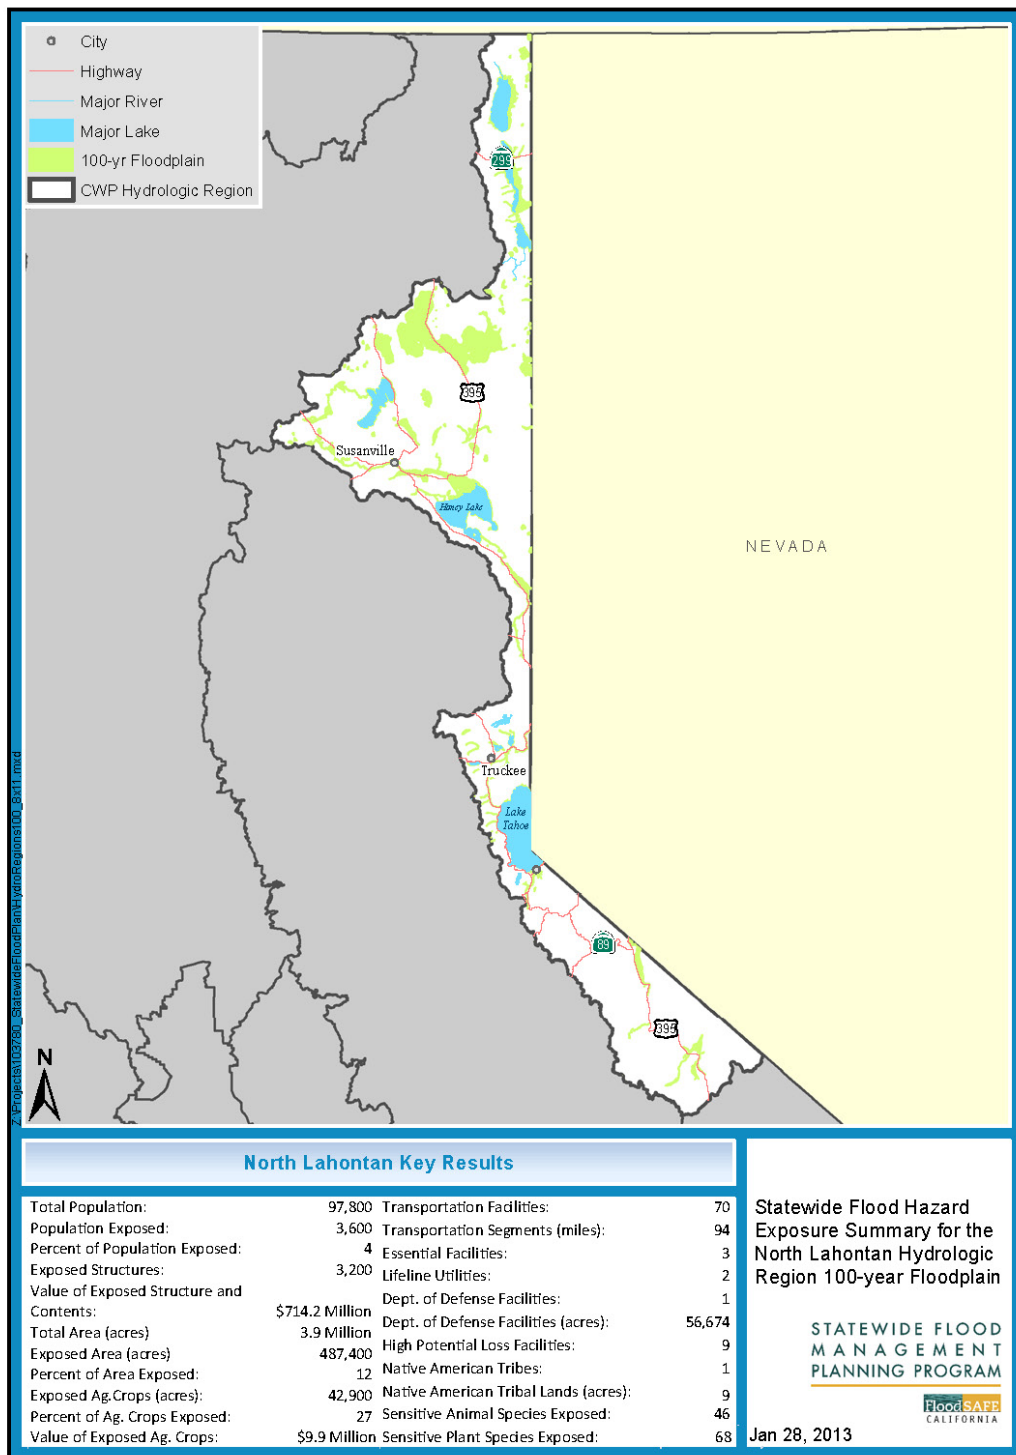 City
Highway
Major River
Major Lake
100-yr Floodplain
CWP Hydrologic Region
299
395
Susanville
Honey Lake
NEVADA
Truckee
Lake
Tahoe
89
395
N
Z:\Projects\103780_StatewideFloodPlan\HydroRegions100_8x11.mxd
North Lahontan Key Results
Total Population: 97,800
Population Exposed: 3,600
Percent of Population Exposed: 4
Exposed Structures: 3,200
Value of Exposed Structure and
Contents: $714.2 Million
Total Area (acres) 3.9 Million
Exposed Area (acres) 487,400
Percent of Area Exposed: 12
Exposed Ag.Crops (acres): 42,900
Percent of Ag. Crops Exposed: 27
Value of Exposed Ag. Crops: $9.9 Million
Transportation Facilities: 70
Transportation Segments (miles): 94
Essential Facilities: 3
Lifeline Utilities: 2
Dept. of Defense Facilities: 1
Dept. of Defense Facilities (acres): 56,674
High Potential Loss Facilities: 9
Native American Tribes: 1
Native American Tribal Lands (acres): 9
Sensitive Animal Species Exposed: 46
Sensitive Plant Species Exposed: 68
Statewide Flood Hazard
Exposure Summary for the
North Lahontan Hydrologic
Region 100-year Floodplain
STATEWIDE FLOOD
MANAGEMENT
PLANNING PROGRAM
FloodSAFE
CALIFORNIA
Jan 28, 2013